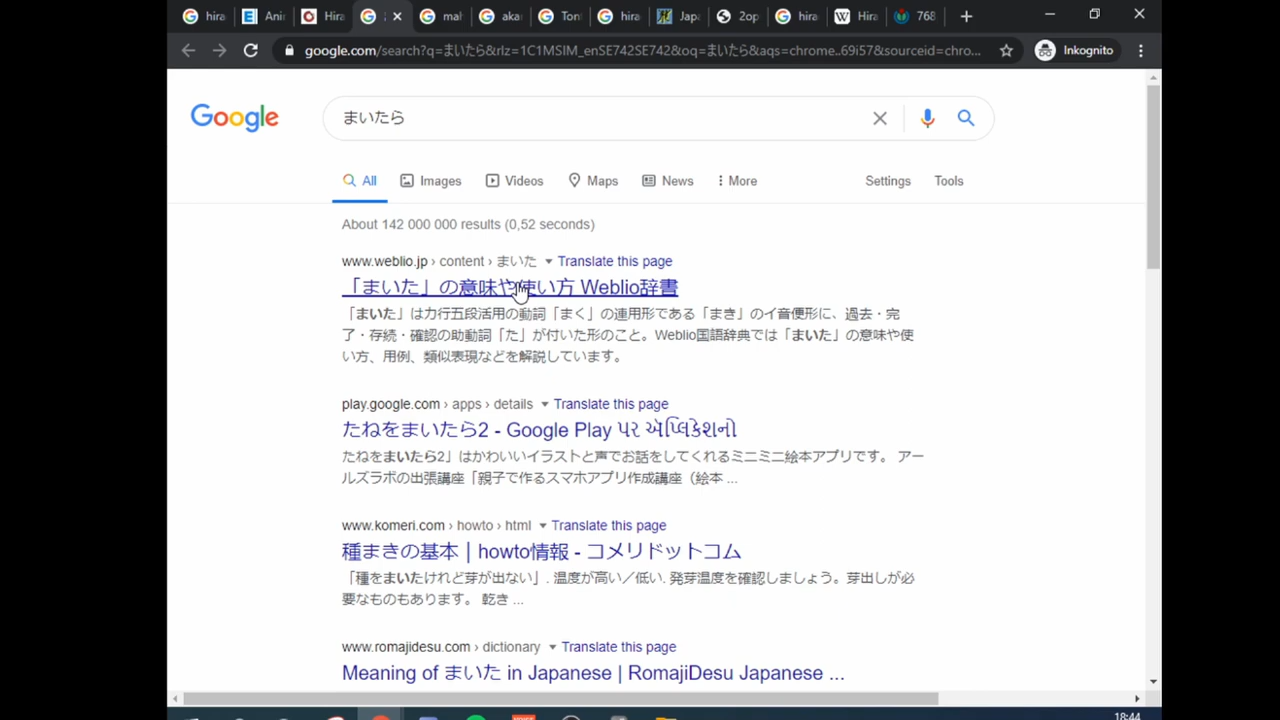 hira
Ani
Hira
mal
aka
Ton
hira
Jap
2op
hira
Hira
768
google.com/search?q=まいたら&rlz=1C1MSIM_enSE742SE742&oq=まいたら&aqs=chrome..69i57&sourceid=chro...
Inkognito
Google
まいたら
All
Images
Videos
Maps
News
More
Settings
Tools
About 142 000 000 results (0,52 seconds)
www.weblio.jp › content › まいた Translate this page
「まいた」の意味や使い方 Weblio辞書
「まいた」はカ行五段活用の動詞「まく」の連用形である「まき」のイ音便形に、過去・完
了・存続・確認の助動詞「た」が付いた形のこと。Weblio国語辞典では「まいた」の意味や使
い方、用例、類似表現などを解説しています。
play.google.com › apps › details Translate this page
たねをまいたら2 - Google Play પર ઍપ્લિકેશનો
たねをまいたら2」はかわいいイラストと声でお話をしてくれるミニミニ絵本アプリです。 アー
ルズラボの出張講座「親子で作るスマホアプリ作成講座（絵本 ...
www.komeri.com › howto › html Translate this page
種まきの基本｜howto情報 - コメリドットコム
「種をまいたけれど芽が出ない」. 温度が高い／低い. 発芽温度を確認しましょう。芽出しが必
要なものもあります。 乾き ...
www.romajidesu.com › dictionary Translate this page
Meaning of まいた in Japanese | RomajiDesu Japanese ...
18:44